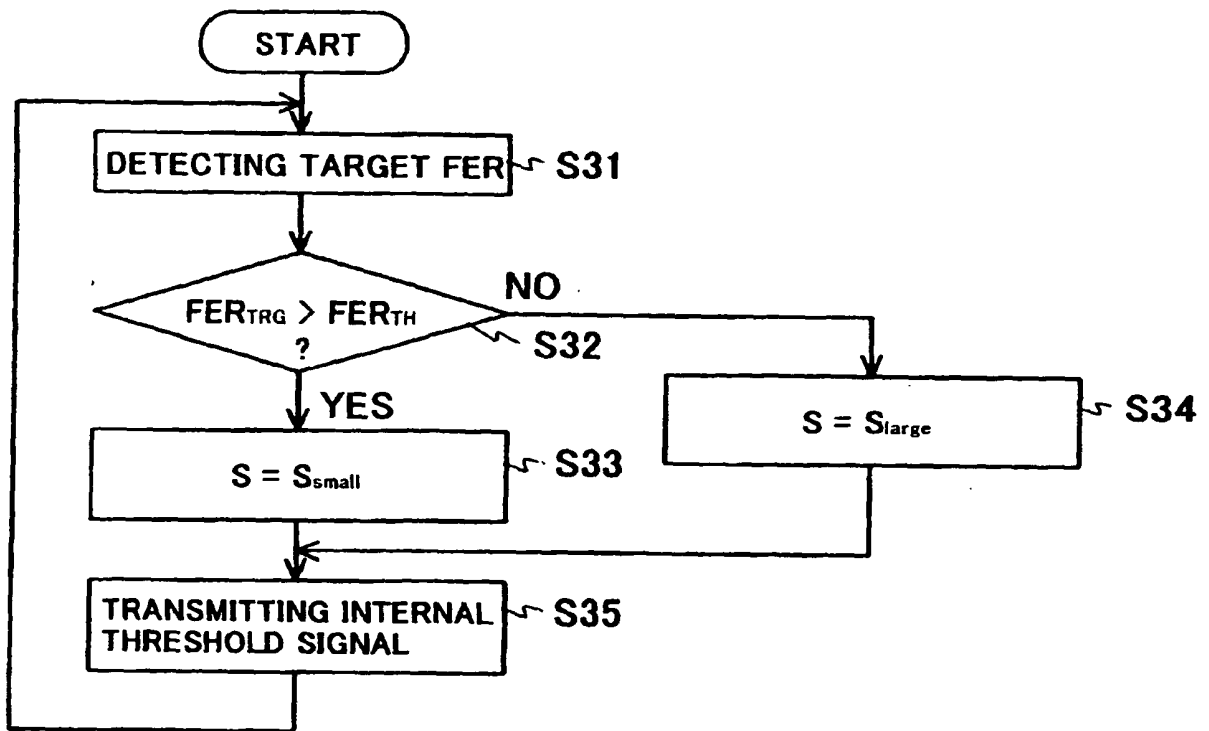 START
DETECTING TARGET FER
S31
FERTRG > FERTH
?
S32
NO
YES
S = Ssmall
S33
S = Slarge
S34
TRANSMITTING INTERNAL
THRESHOLD SIGNAL
S35